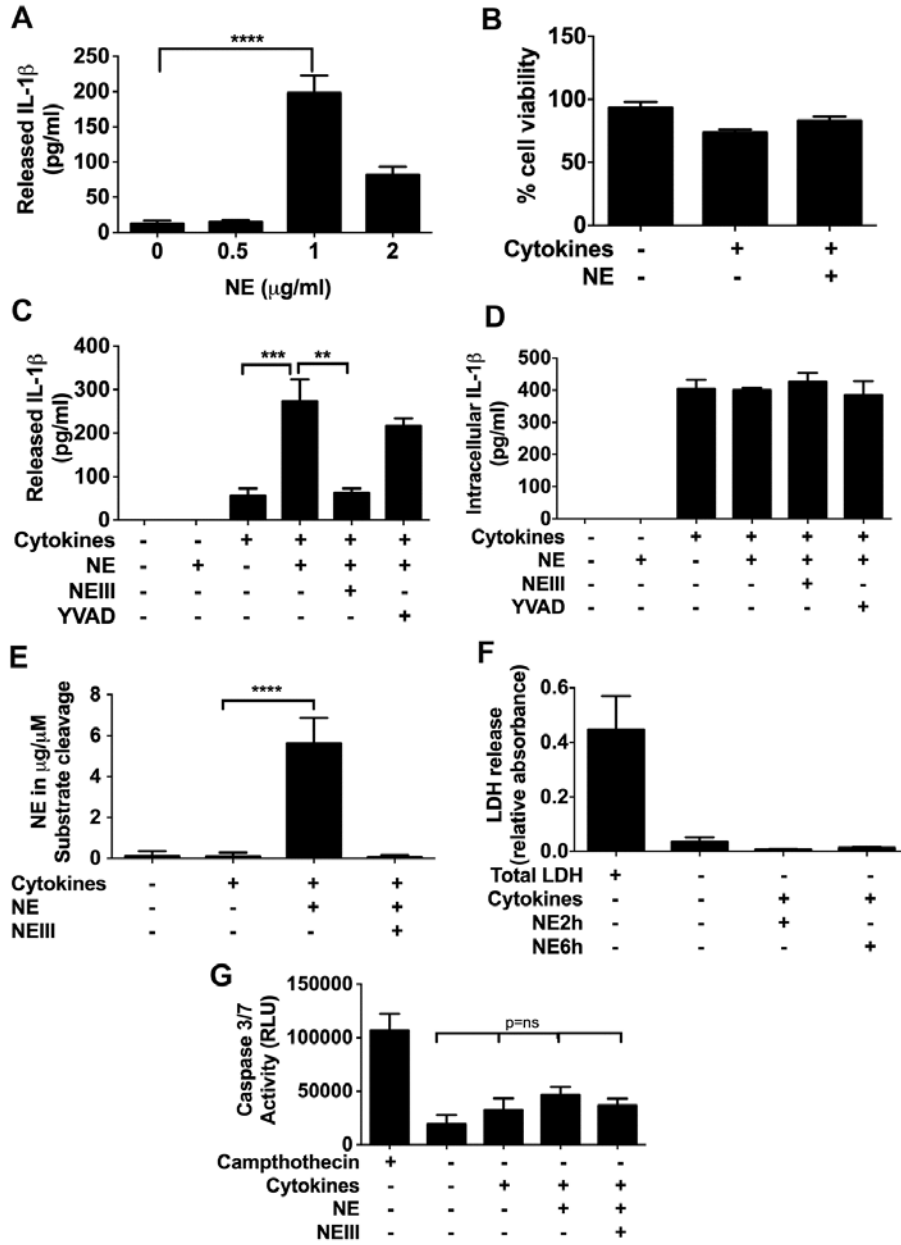 A
****
Released IL-1β
(pg/ml)
250
200
150
100
50
0
0 0.5 1 2
NE (μg/ml)
B
% cell viability
150
100
50
0
Cytokines - + +
NE - - +
C
*** **
Released IL-1β
(pg/ml)
400
300
200
100
0
Cytokines - - + + + +
NE - + - + + +
NEIII - - - - + -
YVAD - - - - - +
D
Intracellular IL-1β
(pg/ml)
500
400
300
200
100
0
Cytokines - - + + + +
NE - + - + + +
NEIII - - - - + -
YVAD - - - - - +
E
****
NE in μg/μM
Substrate cleavage
8
6
4
2
0
Cytokines - + + +
NE - - + +
NEIII - - - +
F
LDH release
(relative absorbance)
0.6
0.4
0.2
0.0
Total LDH + - - -
Cytokines - - + +
NE2h - - + -
NE6h - - - +
G
p=ns
Caspase 3/7
Activity (RLU)
150000
100000
50000
0
Campthothecin + - - - -
Cytokines - - + + +
NE - - - + +
NEIII - - - - +